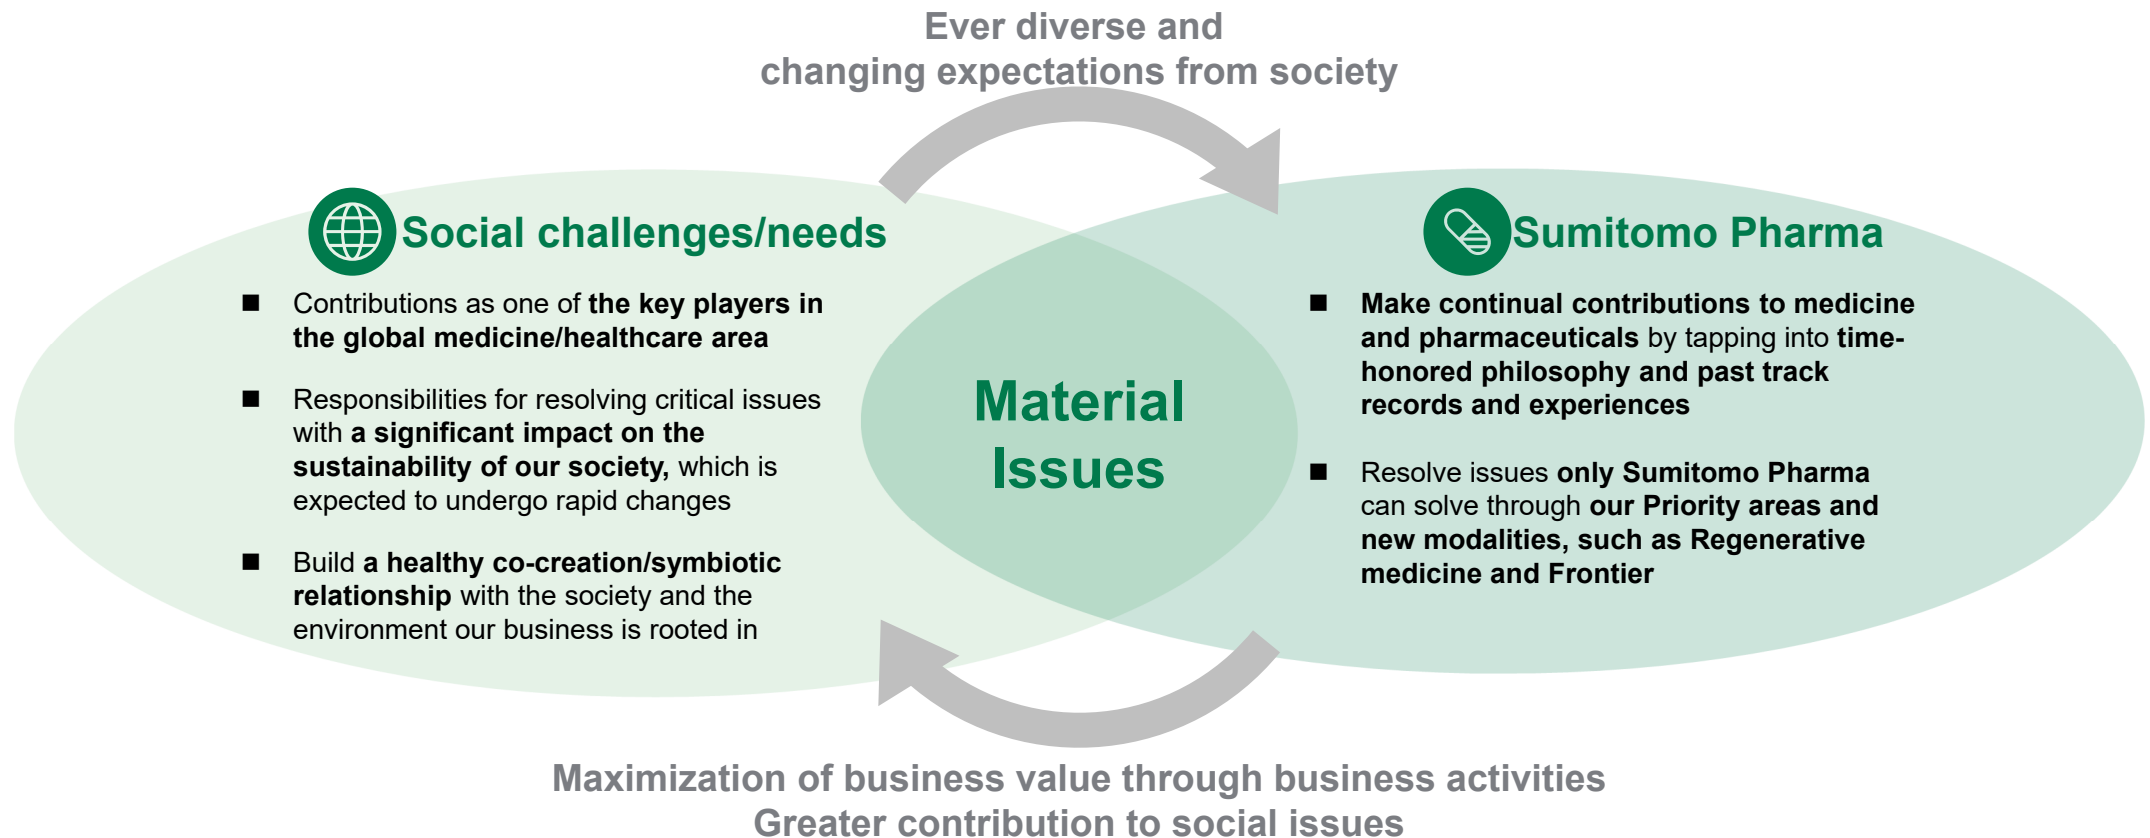 Ever diverse and
changing expectations from society
Social challenges/needs
■ Contributions as one of the key players in
the global medicine/healthcare area
■ Responsibilities for resolving critical issues
with a significant impact on the
sustainability of our society, which is
expected to undergo rapid changes
■ Build a healthy co-creation/symbiotic
relationship with the society and the
environment our business is rooted in
Material
Issues
Sumitomo Pharma
■ Make continual contributions to medicine
and pharmaceuticals by tapping into time-
honored philosophy and past track
records and experiences
■ Resolve issues only Sumitomo Pharma
can solve through our Priority areas and
new modalities, such as Regenerative
medicine and Frontier
Maximization of business value through business activities
Greater contribution to social issues